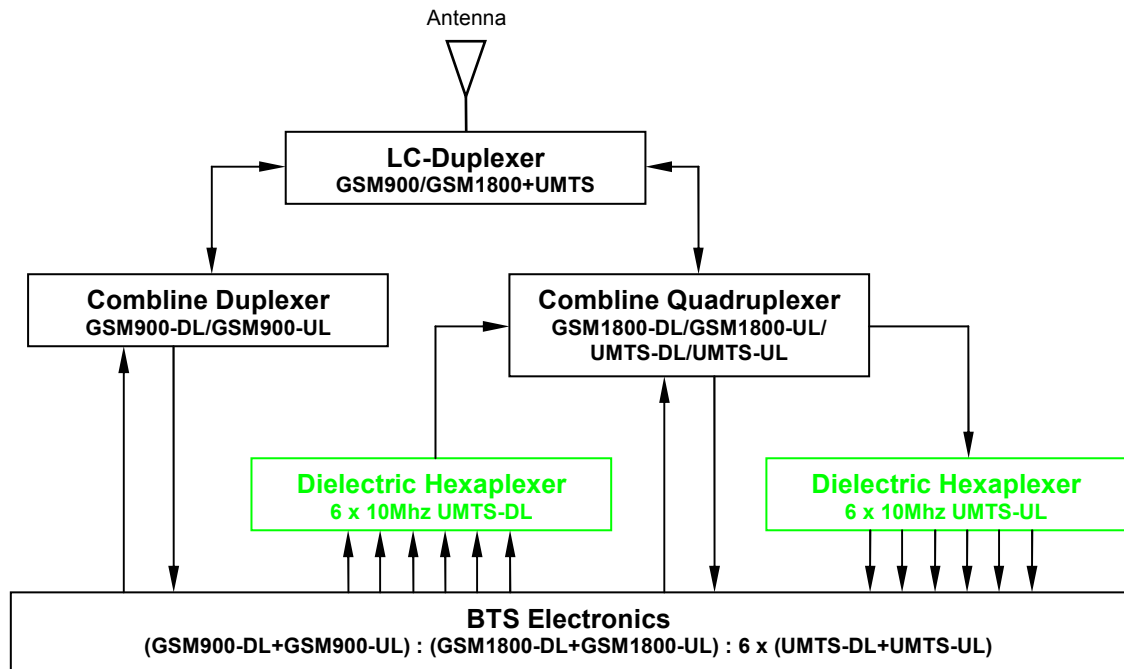 Antenna
LC-Duplexer
GSM900/GSM1800+UMTS
Combline Duplexer
GSM900-DL/GSM900-UL
Combline Quadruplexer
GSM1800-DL/GSM1800-UL/
UMTS-DL/UMTS-UL
Dielectric Hexaplexer
6 x 10Mhz UMTS-DL
Dielectric Hexaplexer
6 x 10Mhz UMTS-UL
BTS Electronics
(GSM900-DL+GSM900-UL) : (GSM1800-DL+GSM1800-UL) : 6 x (UMTS-DL+UMTS-UL)